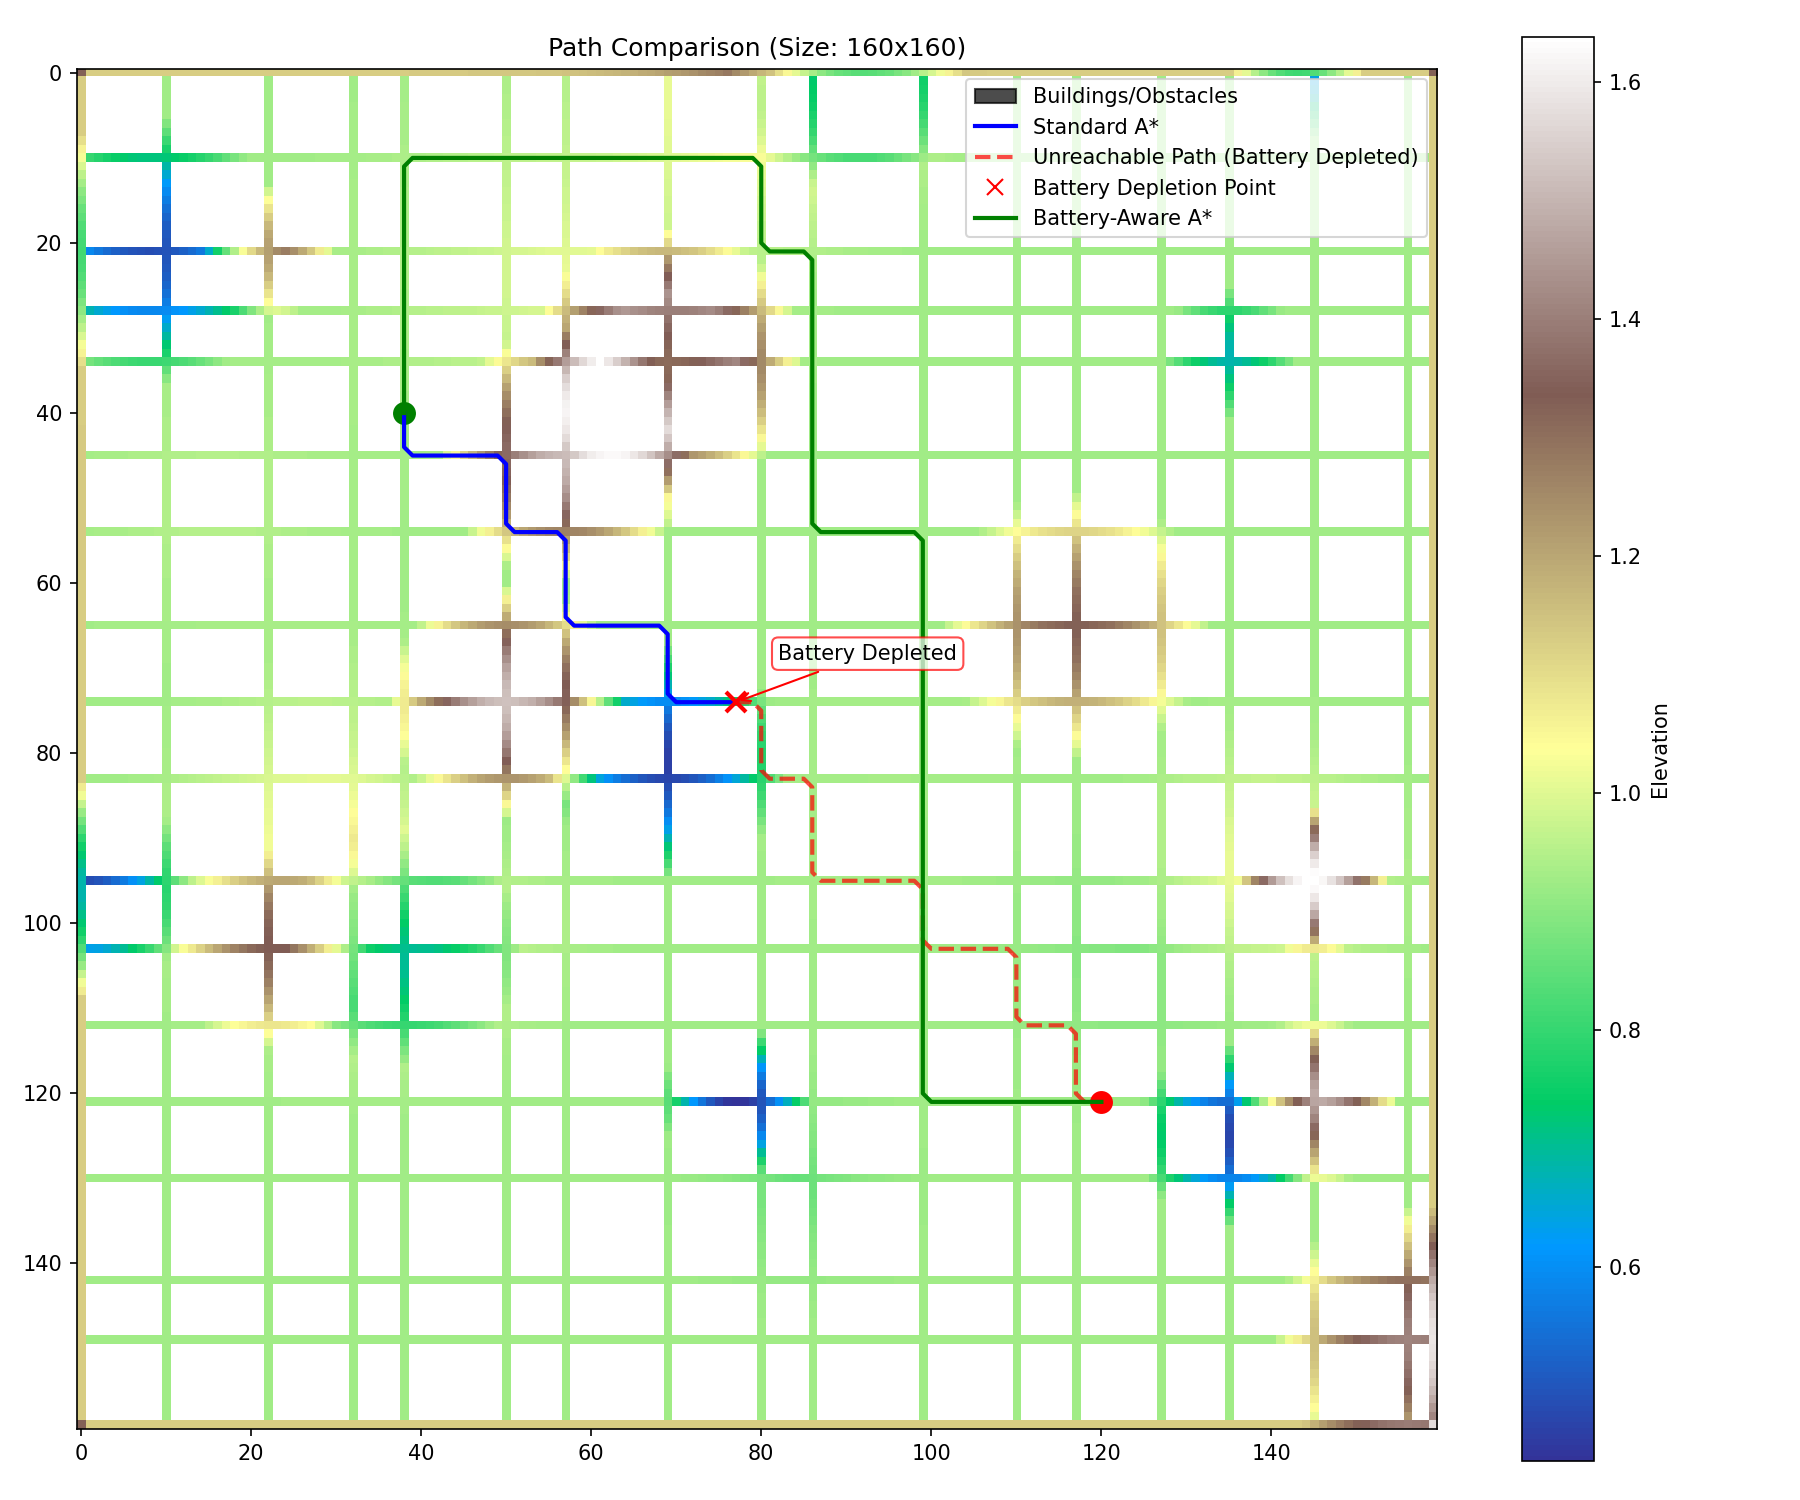 Path Comparison (Size: 160x160)
Buildings/Obstacles
Standard A*
Unreachable Path (Battery Depleted)
Battery Depletion Point
Battery-Aware A*
Battery Depleted
0
20
40
60
80
100
120
140
0
20
40
60
80
100
120
140
1.6
1.4
1.2
1.0
0.8
0.6
Elevation